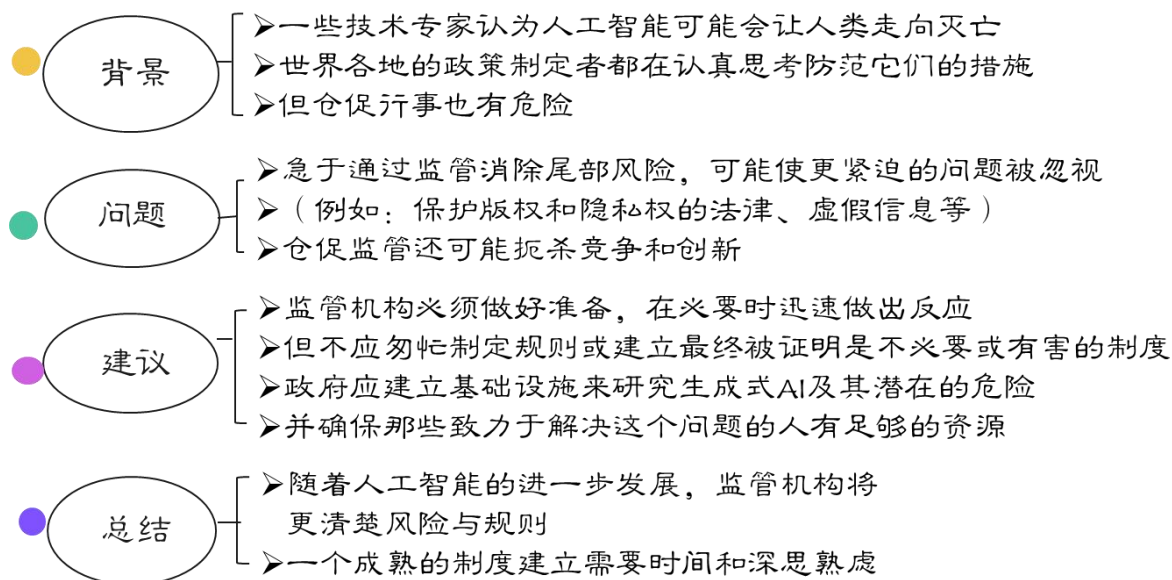 背景
➤一些技术专家认为人工智能可能会让人类走向灭亡
➤世界各地的政策制定者都在认真思考防范它们的措施
➤但仓促行事也有危险
问题
➤急于通过监管消除尾部风险，可能使更紧迫的问题被忽视
➤（例如：保护版权和隐私权的法律、虚假信息等）
➤仓促监管还可能扼杀竞争和创新
建议
➤监管机构必须做好准备，在必要时迅速做出反应
➤但不应匆忙制定规则或建立最终被证明是不必要或有害的制度
➤政府应建立基础设施来研究生成式AI及其潜在的危险
➤并确保那些致力于解决这个问题的人有足够的资源
总结
➤随着人工智能的进一步发展，监管机构将
更清楚风险与规则
➤一个成熟的制度建立需要时间和深思熟虑